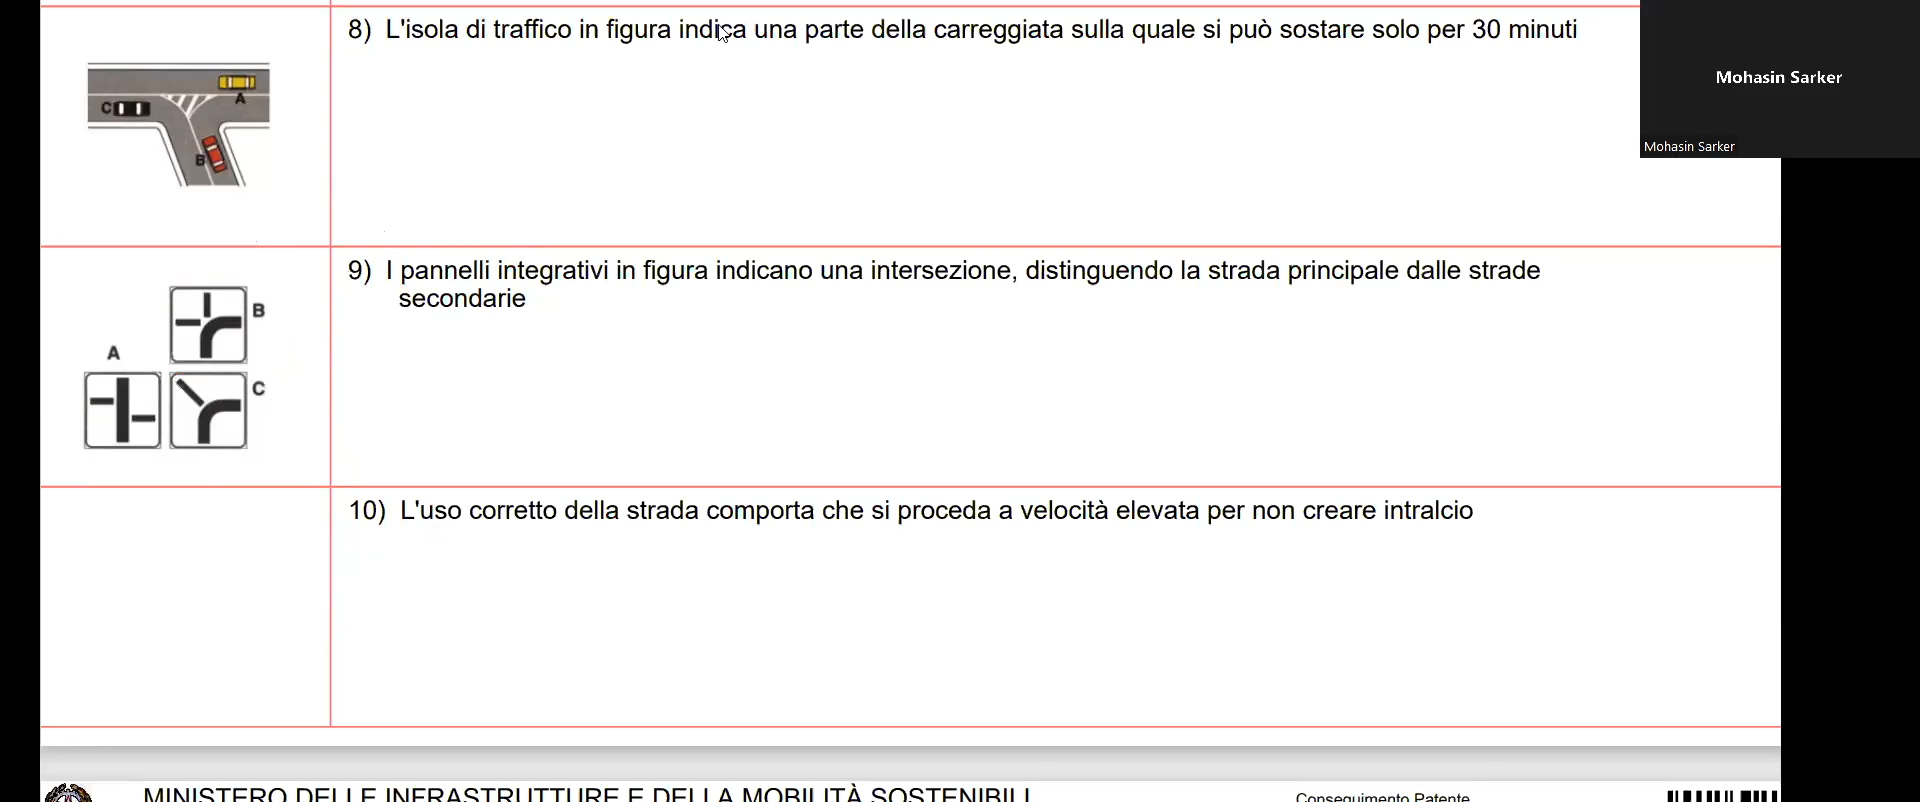 8) L'isola di traffico in figura indica una parte della carreggiata sulla quale si può sostare solo per 30 minuti
Mohasin Sarker
Mohasin Sarker
A
C
B
9) I pannelli integrativi in figura indicano una intersezione, distinguendo la strada principale dalle strade
secondarie
B
A
C
10) L'uso corretto della strada comporta che si proceda a velocità elevata per non creare intralcio
MINISTERO DELLE INFRASTRUTTURE E DELLA MOBILITÀ SOSTENIBILI
Conseguimento Patente